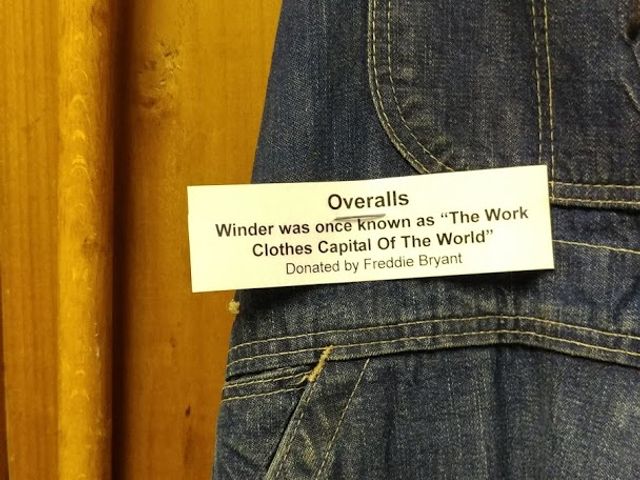 Overalls
Winder was once known as “The Work
Clothes Capital Of The World”
Donated by Freddie Bryant